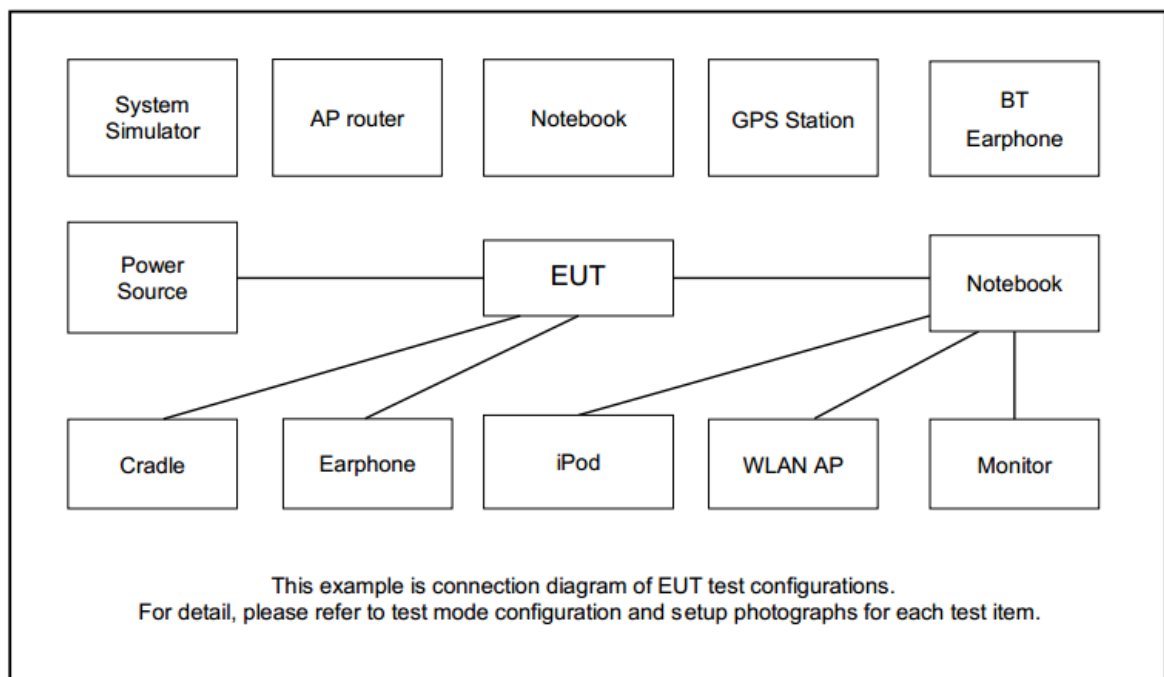 System
Simulator
AP router
Notebook
GPS Station
BT
Earphone
Power
Source
EUT
Notebook
Cradle
Earphone
iPod
WLAN AP
Monitor
This example is connection diagram of EUT test configurations.
For detail, please refer to test mode configuration and setup photographs for each test item.